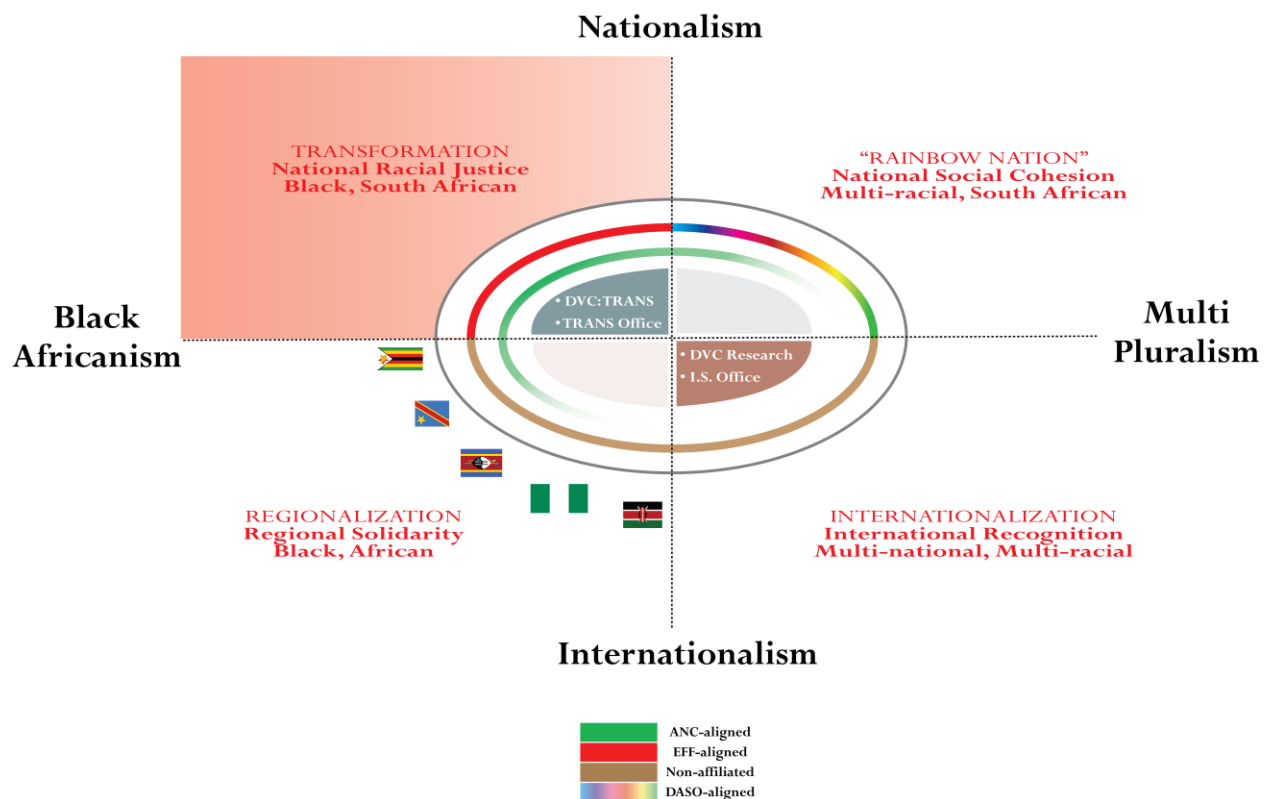 Nationalism
TRANSFORMATION
National Racial Justice
Black, South African
“RAINBOW NATION”
National Social Cohesion
Multi-racial, South African
• DVC:TRANS
• TRANS Office
Black
Africanism
Multi
Pluralism
• DVC Research
• I.S. Office
REGIONALIZATION
Regional Solidarity
Black, African
INTERNATIONALIZATION
International Recognition
Multi-national, Multi-racial
Internationalism
ANC-aligned
EFF-aligned
Non-affiliated
DASO-aligned